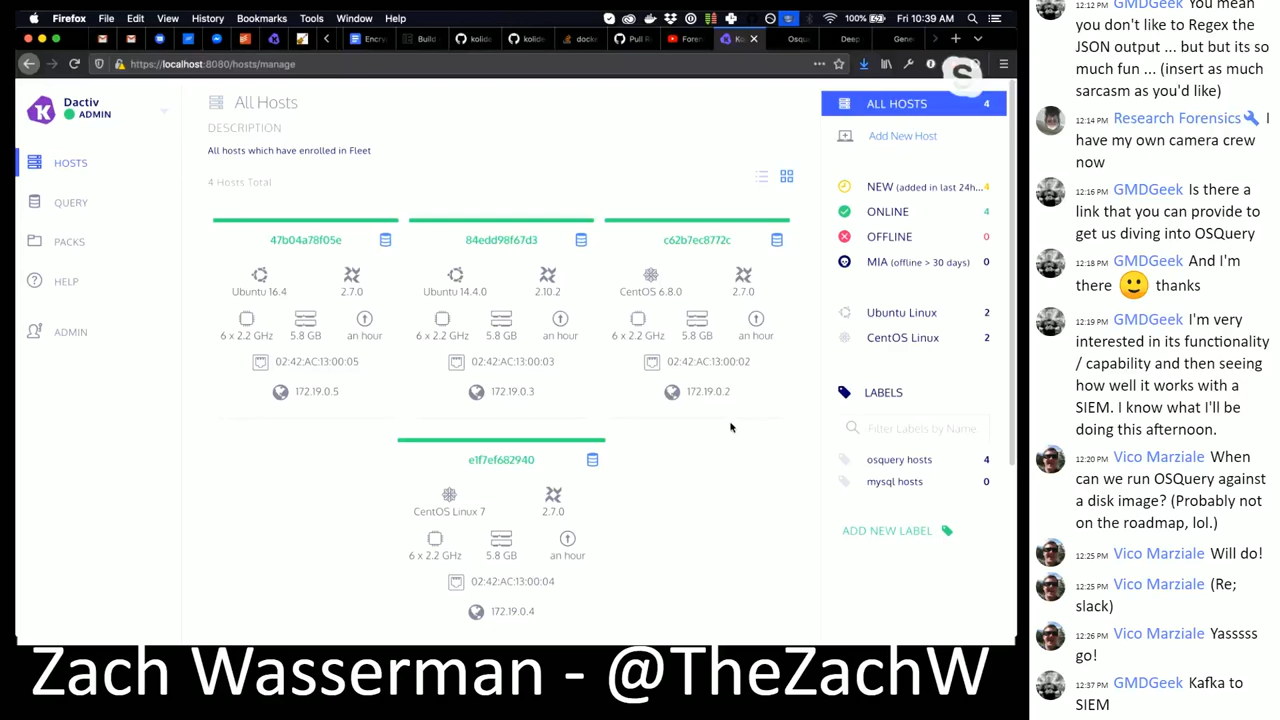 Firefox File Edit View History Bookmarks Tools Window Help
100% Fri 10:39 AM
Encry
Build
kolide
kolide
docke
Pull R
Foren
Ko
Osqu
Deep
Gene
https://localhost:8080/hosts/manage
Dactiv
ADMIN
HOSTS
QUERY
PACKS
HELP
ADMIN
All Hosts
DESCRIPTION
All hosts which have enrolled in Fleet
4 Hosts Total
47b04a78f05e
Ubuntu 16.4 2.7.0
6 x 2.2 GHz 5.8 GB an hour
02:42:AC:13:00:05
172.19.0.5
84edd98f67d3
Ubuntu 14.4.0 2.10.2
6 x 2.2 GHz 5.8 GB an hour
02:42:AC:13:00:03
172.19.0.3
c62b7ec8772c
CentOS 6.8.0 2.7.0
6 x 2.2 GHz 5.8 GB an hour
02:42:AC:13:00:02
172.19.0.2
e1f7ef682940
CentOS Linux 7 2.7.0
6 x 2.2 GHz 5.8 GB an hour
02:42:AC:13:00:04
172.19.0.4
ALL HOSTS 4
Add New Host
NEW (added in last 24h... 4
ONLINE 4
OFFLINE 0
MIA (offline > 30 days) 0
Ubuntu Linux 2
CentOS Linux 2
LABELS
Filter Labels by Name
osquery hosts 4
mysql hosts 0
ADD NEW LABEL
Zach Wasserman - @TheZachW
12:12 PM GMDGeek You mean
you don't like to Regex the
JSON output ... but but its so
much fun ... (insert as much
sarcasm as you'd like)
12:14 PM Research Forensics I
have my own camera crew
now
12:16 PM GMDGeek Is there a
link that you can provide to
get us diving into OSQuery
12:18 PM GMDGeek And I'm
there 🙂 thanks
12:19 PM GMDGeek I'm very
interested in its functionality
/ capability and then seeing
how well it works with a
SIEM. I know what I'll be
doing this afternoon.
12:20 PM Vico Marziale When
can we run OSQuery against
a disk image? (Probably not
on the roadmap, lol.)
12:25 PM Vico Marziale Will do!
12:25 PM Vico Marziale (Re;
slack)
12:26 PM Vico Marziale Yasssss
go!
12:37 PM GMDGeek Kafka to
SIEM